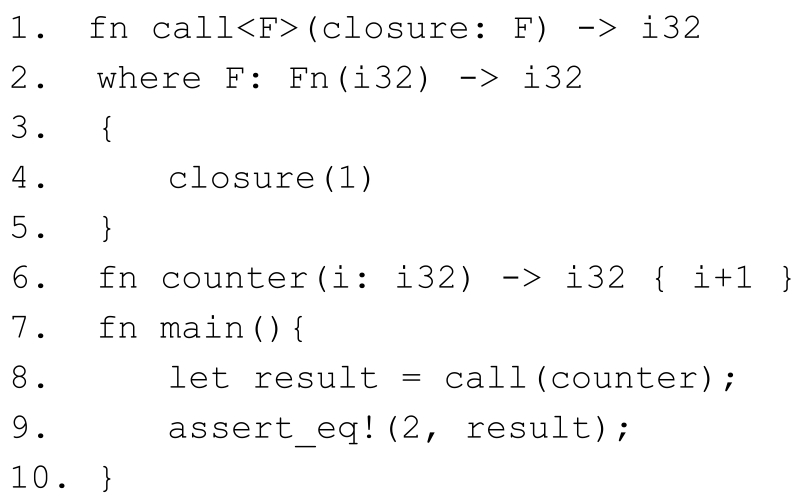 1.  fn call<F>(closure: F) -> i32
2.  where F: Fn(i32) -> i32
3.  {
4.      closure(1)
5.  }
6.  fn counter(i: i32) -> i32 { i+1 }
7.  fn main(){
8.      let result = call(counter);
9.      assert_eq!(2, result);
10. }